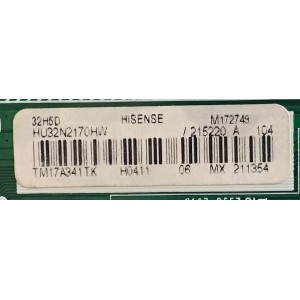 32H5D HISENSE M172749
HU32N2170HW / 215220 A 104
TM17A341TK H0411 06 MX 211354